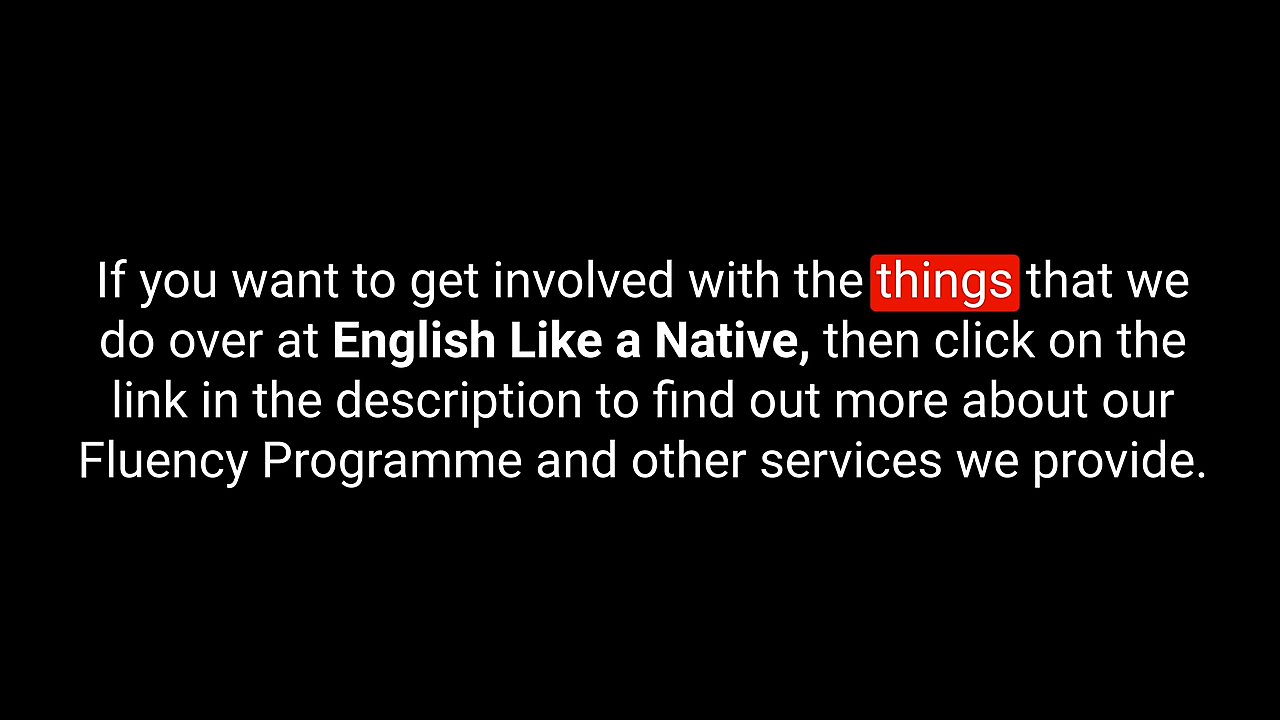 If you want to get involved with the things that we
do over at English Like a Native, then click on the
link in the description to find out more about our
Fluency Programme and other services we provide.